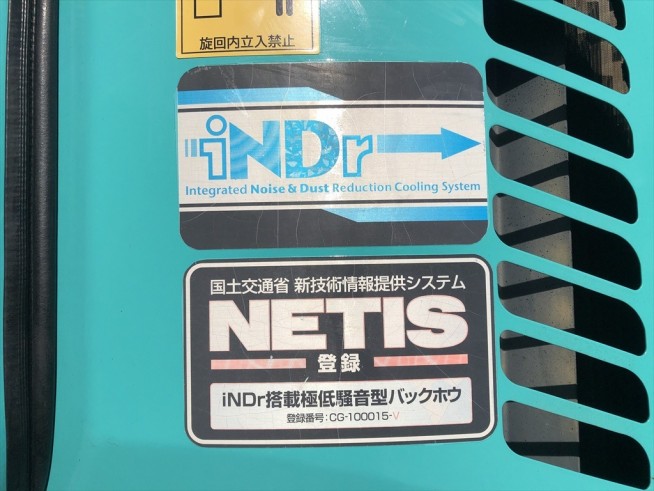 旋回内立入禁止
iNDr
Integrated Noise & Dust Reduction Cooling System
国土交通省 新技術情報提供システム
NETIS
登録
iNDr搭載極低騒音型バックホウ
登録番号:CG-100015-V